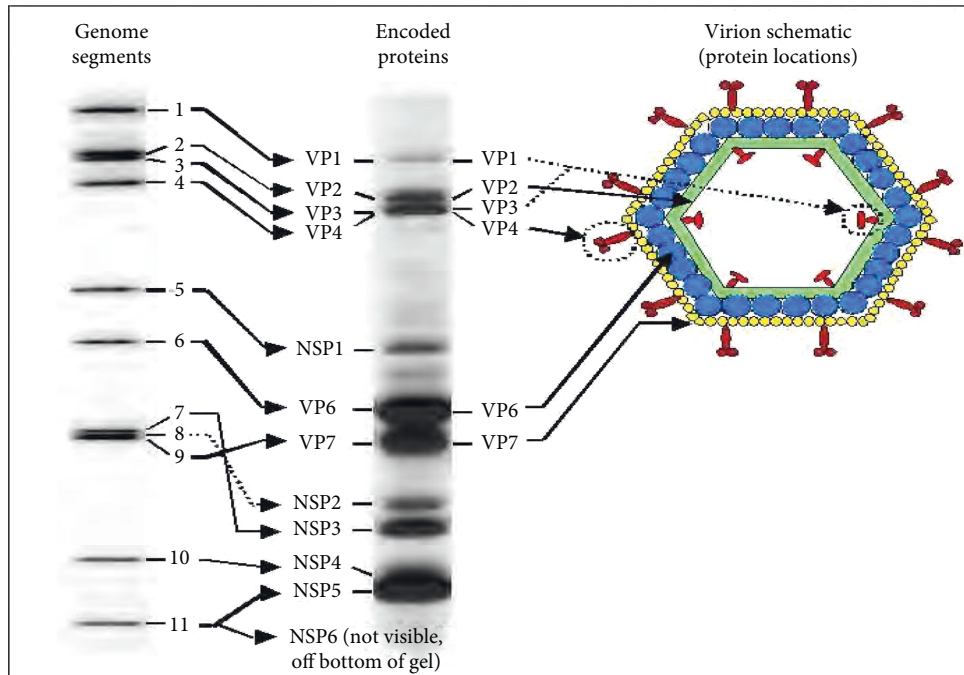 Genome
segments
Encoded
proteins
Virion schematic
(protein locations)
1
2
3
4
5
6
7
8
9
10
11
VP1
VP2
VP3
VP4
NSP1
VP6
VP7
NSP2
NSP3
NSP4
NSP5
NSP6 (not visible,
off bottom of gel)
VP1
VP2
VP3
VP4
VP6
VP7